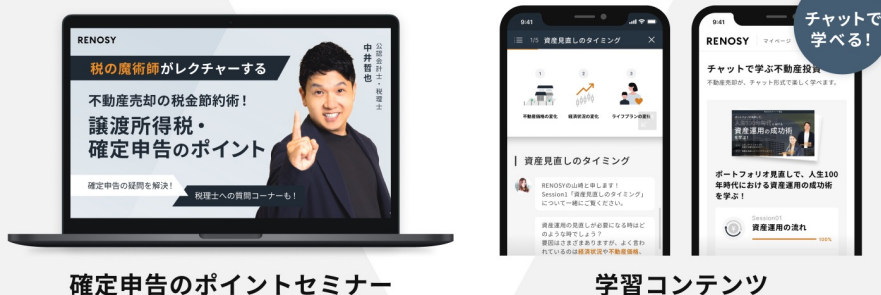 RENOSY
税の魔術師がレクチャーする
不動産売却の税金節約術！
譲渡所得税・
確定申告のポイント
確定申告の疑問を解決！
税理士への質問コーナーも！
公認会計士・税理士
中井哲也
確定申告のポイントセミナー
9:41
1/5 資産見直しのタイミング
1
2
3
不動産価格の変化
経済状況の変化
ライフプランの変化
資産見直しのタイミング
RENOSYの山崎と申します！
Session1「資産見直しのタイミング」
について一緒にご覧ください。
資産運用の見直しが必要になる時はど
のような時でしょう？
要因はさまざまありますが、よく言わ
れているのは経済状況や不動産価格、
9:41
チャットで
学べる！
RENOSY
マイページ
チャットで学ぶ不動産投資
不動産売却が、チャット形式で楽しく学べます。
資産運用の成功術
ポートフォリオ見直しで、人生100
年時代における資産運用の成功術
を学ぶ！
Session01
資産運用の流れ
100%
学習コンテンツ